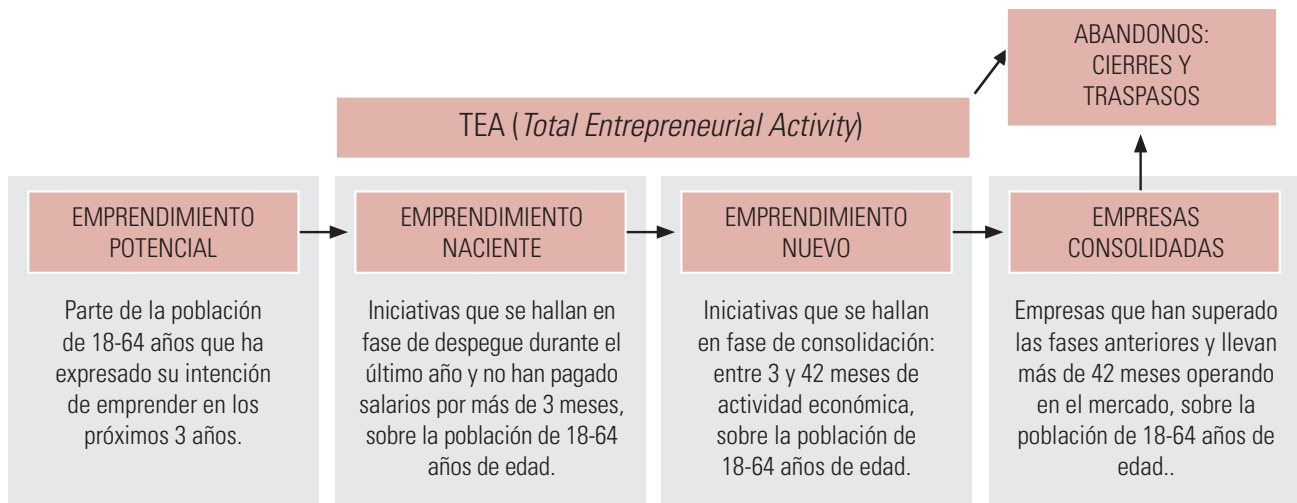 ABANDONOS:
CIERRES Y
TRASPASOS
TEA (Total Entrepreneurial Activity)
EMPRENDIMIENTO
POTENCIAL
Parte de la población
de 18-64 años que ha
expresado su intención
de emprender en los
próximos 3 años.
EMPRENDIMIENTO
NACIENTE
Iniciativas que se hallan en
fase de despegue durante el
último año y no han pagado
salarios por más de 3 meses,
sobre la población de 18-64
años de edad.
EMPRENDIMIENTO
NUEVO
Iniciativas que se hallan
en fase de consolidación:
entre 3 y 42 meses de
actividad económica,
sobre la población de
18-64 años de edad.
EMPRESAS
CONSOLIDADAS
Empresas que han superado
las fases anteriores y llevan
más de 42 meses operando
en el mercado, sobre la
población de 18-64 años de
edad..